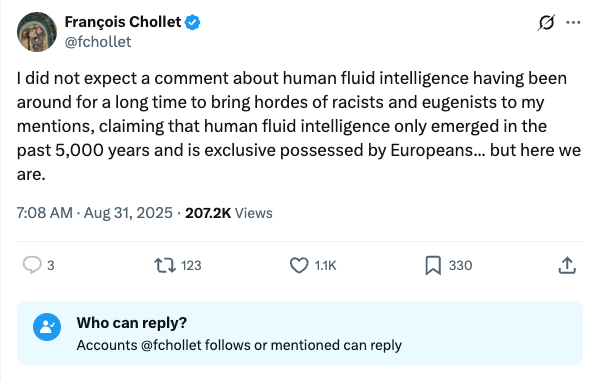 François Chollet
@fchollet
I did not expect a comment about human fluid intelligence having been
around for a long time to bring hordes of racists and eugenists to my
mentions, claiming that human fluid intelligence only emerged in the
past 5,000 years and is exclusive possessed by Europeans... but here we
are.
7:08 AM · Aug 31, 2025 · 207.2K Views
3 123 1.1K 330
Who can reply?
Accounts @fchollet follows or mentioned can reply